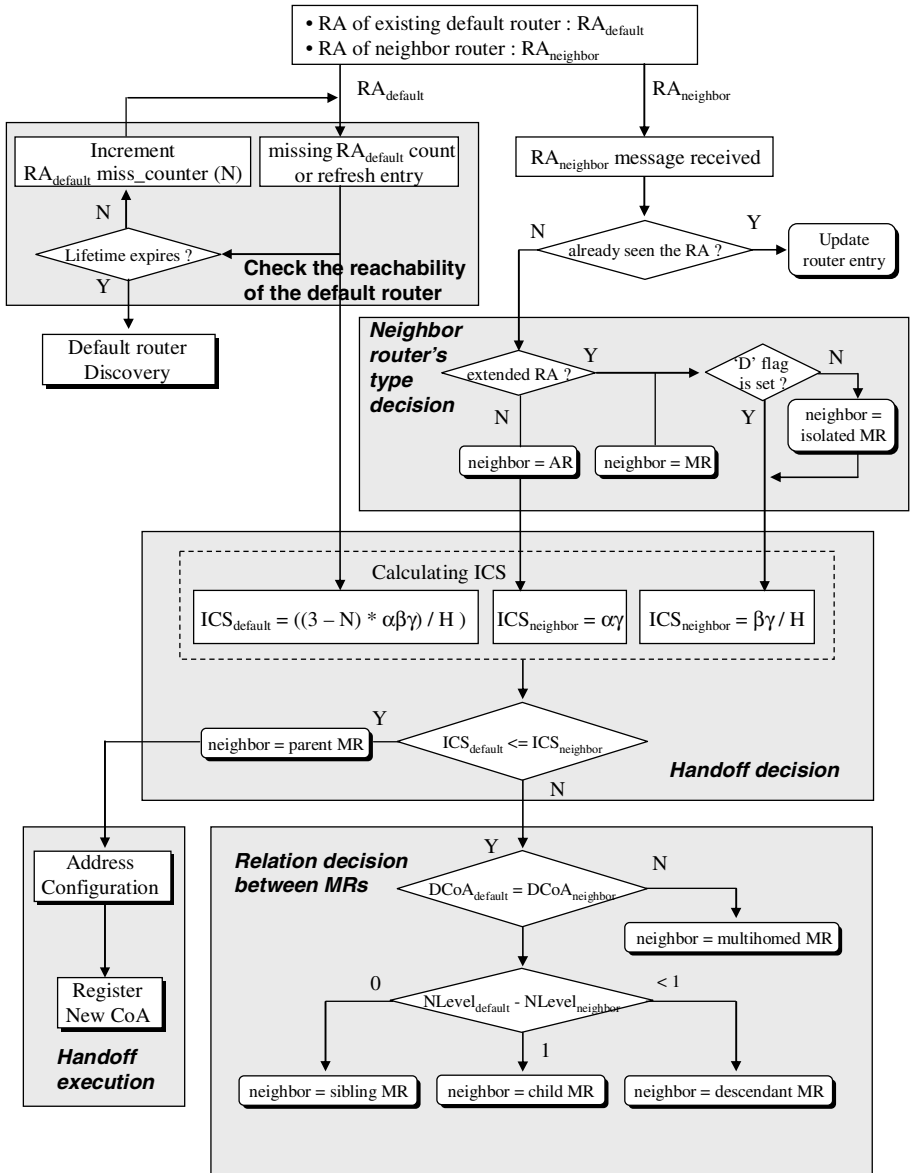 • RA of existing default router : RAdefault
• RA of neighbor router : RAneighbor
RAdefault
RAneighbor
Increment
RAdefault miss_counter (N)
missing RAdefault count
or refresh entry
RAneighbor message received
N
Lifetime expires ?
Y
Check the reachability
of the default router
Default router
Discovery
N
already seen the RA ?
Y
Update
router entry
Neighbor
router's
type
decision
extended RA ?
Y
N
'D' flag
is set ?
N
Y
neighbor =
isolated MR
neighbor = AR
neighbor = MR
Calculating ICS
ICSdefault = ((3 – N) * αβγ) / H )
ICSneighbor = αγ
ICSneighbor = βγ / H
Y
neighbor = parent MR
ICSdefault <= ICSneighbor
Handoff decision
N
Address
Configuration
Register
New CoA
Handoff
execution
Relation decision
between MRs
Y
DCoAdefault = DCoAneighbor
N
neighbor = multihomed MR
0
NLeveldefault - NLevelneighbor
< 1
1
neighbor = sibling MR
neighbor = child MR
neighbor = descendant MR